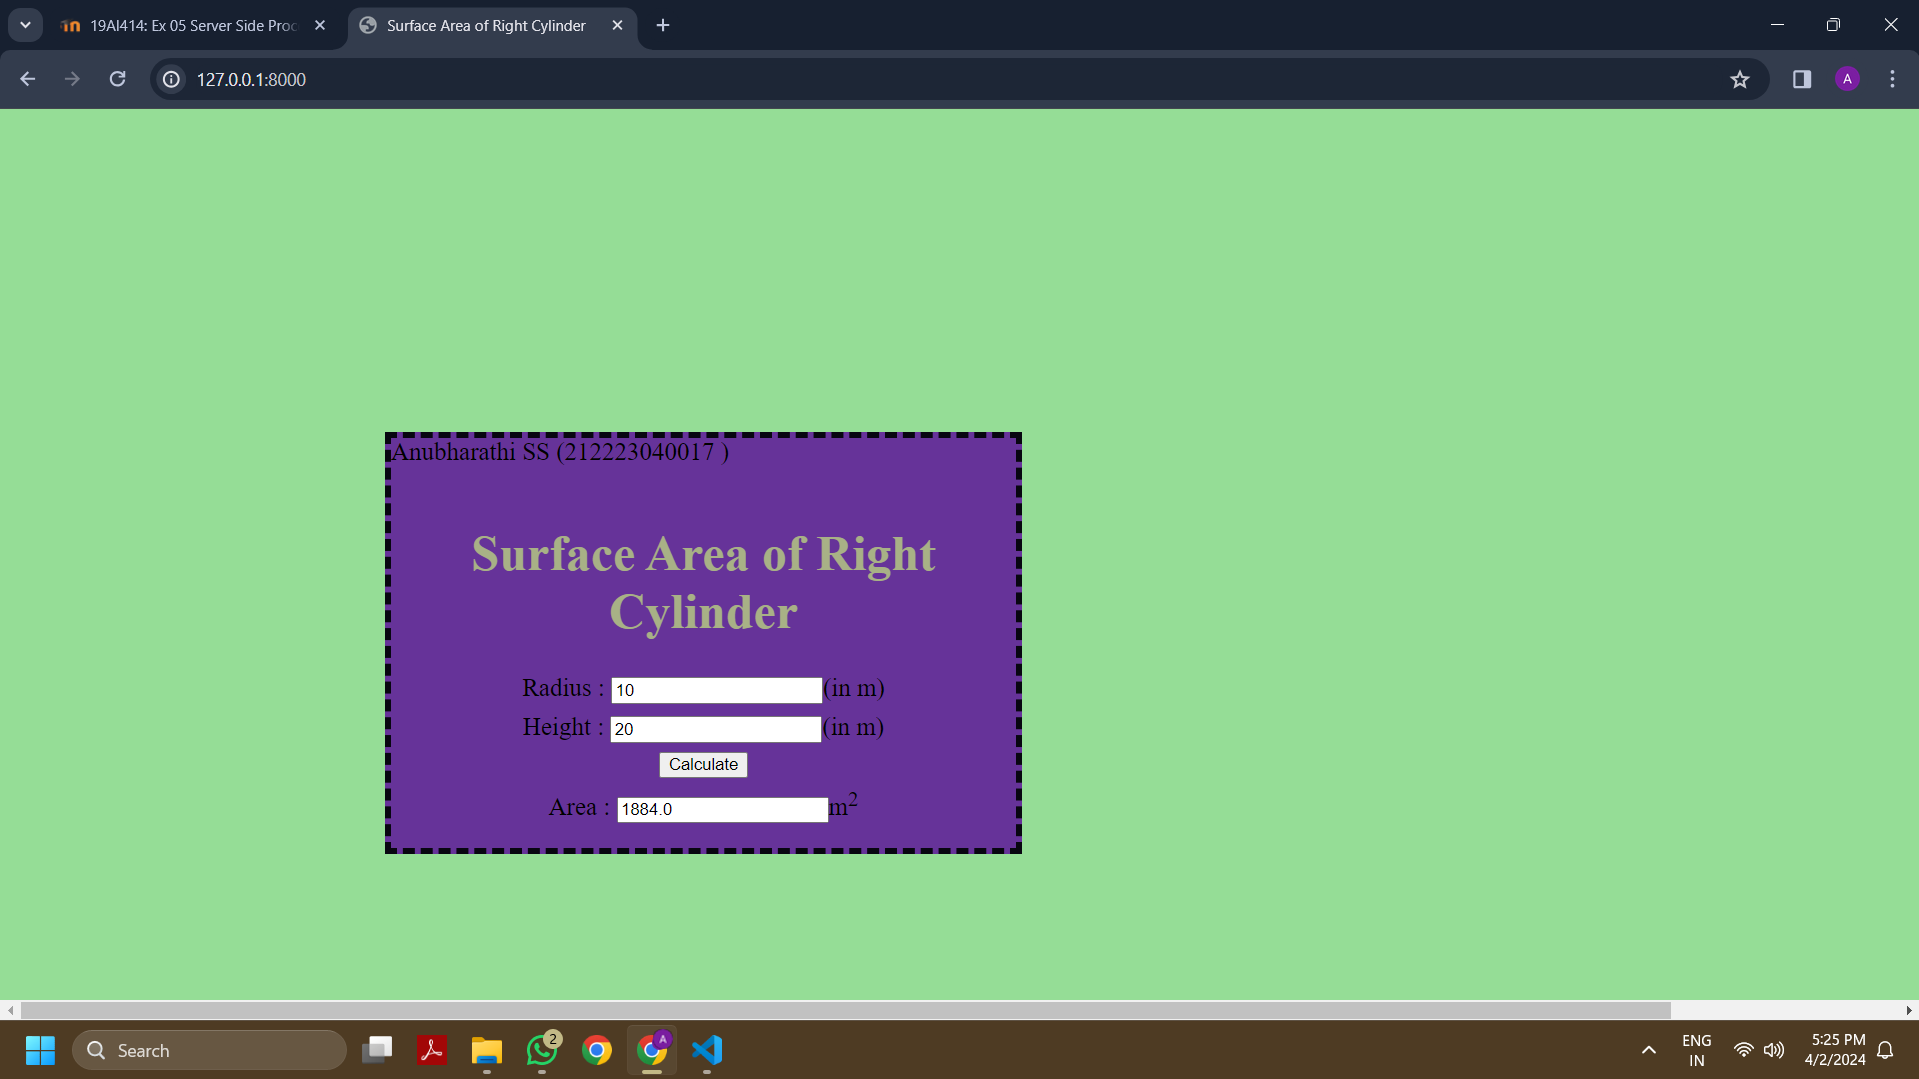 19AI414: Ex 05 Server Side Proc
Surface Area of Right Cylinder
127.0.0.1:8000
A
Anubharathi SS (212223040017 )
Surface Area of Right
Cylinder
Radius : 10 (in m)
Height : 20 (in m)
Calculate
Area : 1884.0 m2
Search
2
A
ENG
IN
5:25 PM
4/2/2024